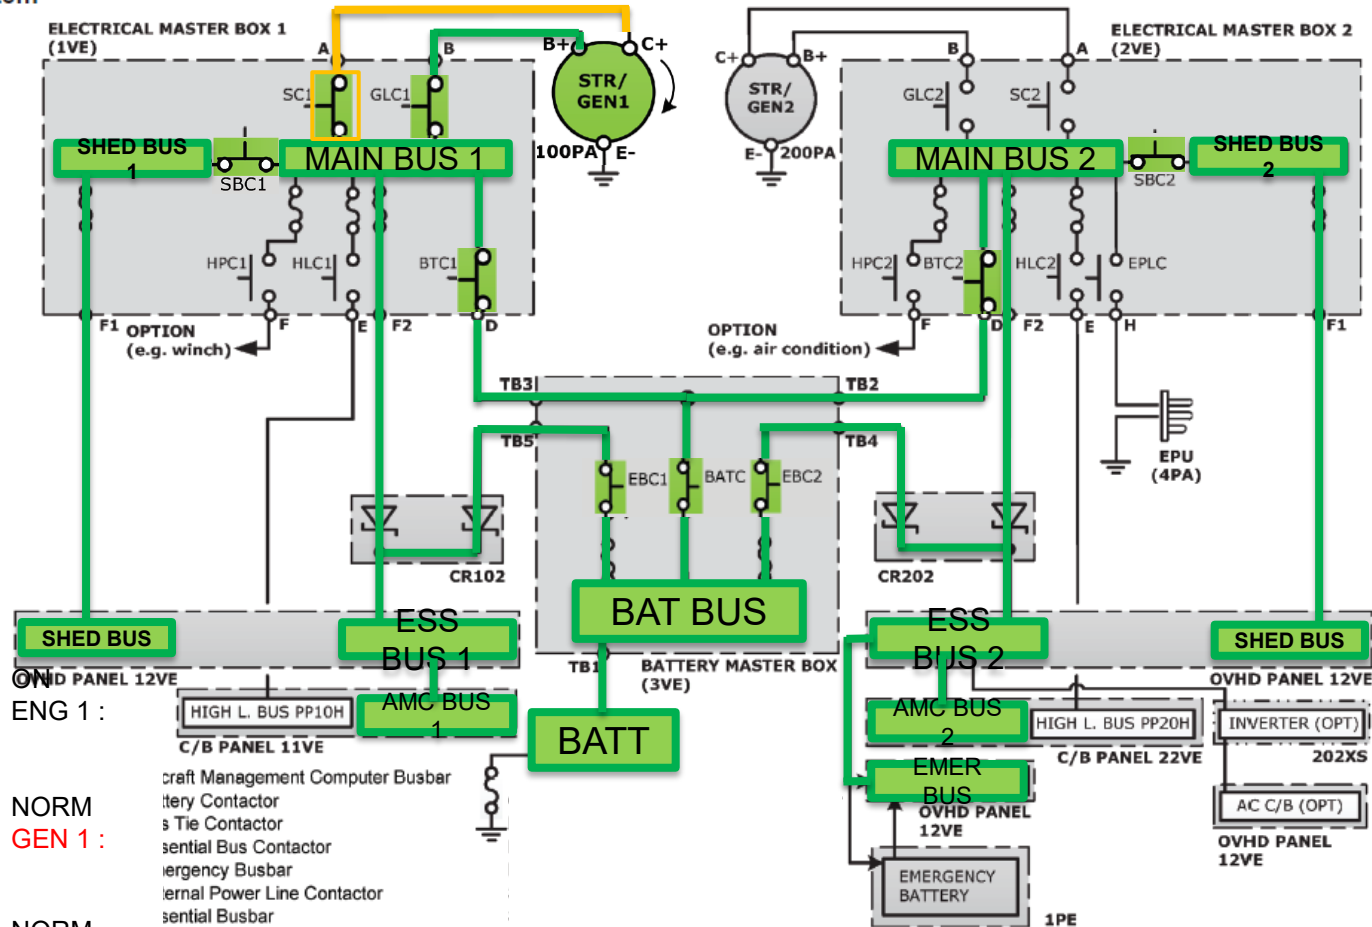 ELECTRICAL MASTER BOX 1
(1VE)
A
B
B+
C+
SC1
GLC1
STR/
GEN1
100PA
E-
SHED BUS
1
SBC1
MAIN BUS 1
HPC1
HLC1
BTC1
F1
F
E
F2
D
OPTION
(e.g. winch)
ELECTRICAL MASTER BOX 2
(2VE)
C+
B+
B
A
STR/
GEN2
E-
200PA
GLC2
SC2
MAIN BUS 2
SBC2
SHED BUS
2
HPC2
BTC2
HLC2
EPLC
F
D
F2
E
H
F1
OPTION
(e.g. air condition)
TB3
TB2
TB5
TB4
EBC1
BATC
EBC2
EPU
(4PA)
CR102
CR202
BAT BUS
TB1
BATTERY MASTER BOX
(3VE)
BATT
SHED BUS
ESS
BUS 1
OVHD PANEL 12VE
ON
ENG 1 :
HIGH L. BUS PP10H
AMC BUS
1
C/B PANEL 11VE
ESS
BUS 2
SHED BUS
OVHD PANEL 12VE
AMC BUS
2
HIGH L. BUS PP20H
C/B PANEL 22VE
INVERTER (OPT)
202XS
EMER
BUS
OVHD PANEL
12VE
AC C/B (OPT)
OVHD PANEL
12VE
EMERGENCY
BATTERY
1PE
NORM
GEN 1 :
NORM
craft Management Computer Busbar
ttery Contactor
s Tie Contactor
sential Bus Contactor
ergency Busbar
ternal Power Line Contactor
sential Busbar